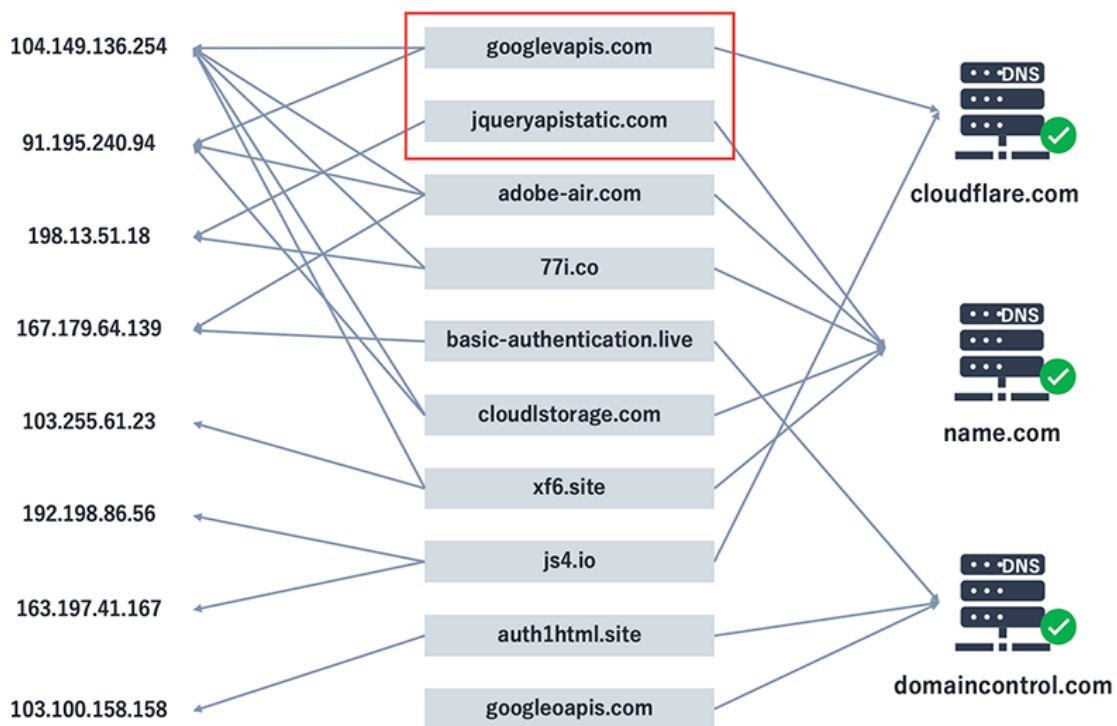 104.149.136.254
91.195.240.94
198.13.51.18
167.179.64.139
103.255.61.23
192.198.86.56
163.197.41.167
103.100.158.158
googlevapis.com
jqueryapistatic.com
adobe-air.com
77i.co
basic-authentication.live
cloudlstorage.com
xf6.site
js4.io
auth1html.site
googleoapis.com
DNS
cloudflare.com
DNS
name.com
DNS
domaincontrol.com